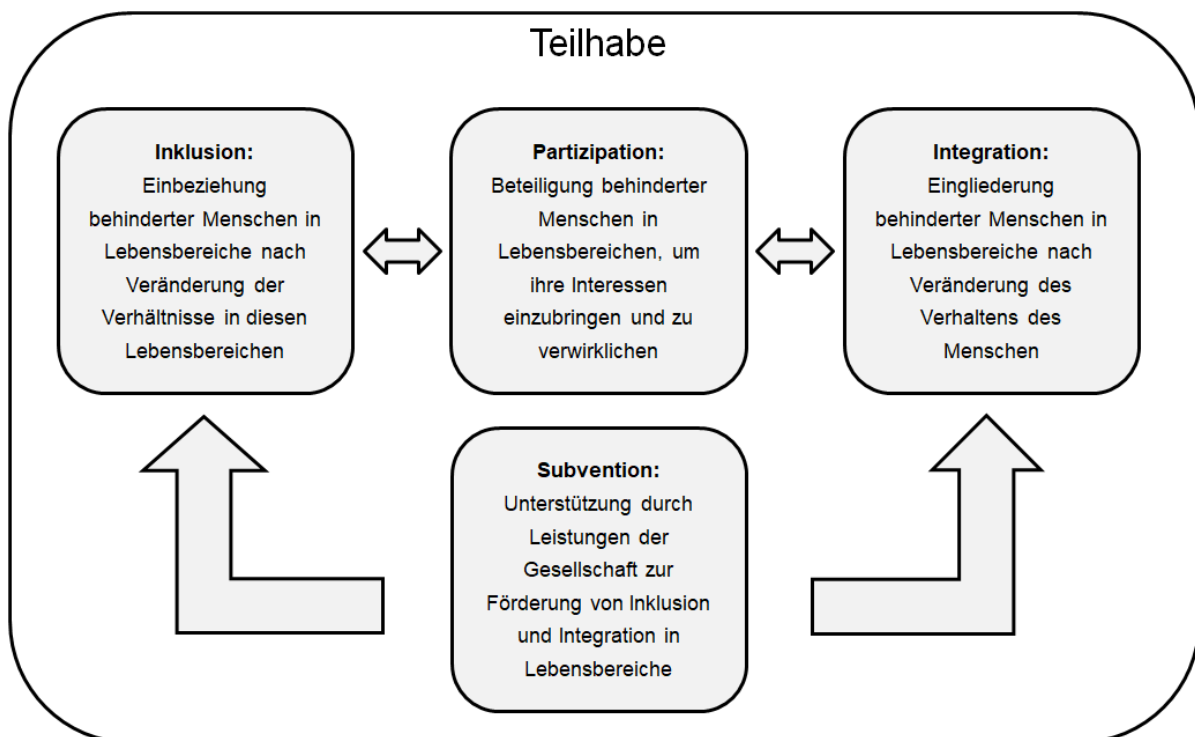 Teilhabe
Inklusion:
Einbeziehung
behinderter Menschen in
Lebensbereiche nach
Veränderung der
Verhältnisse in diesen
Lebensbereichen
Partizipation:
Beteiligung behinderter
Menschen in
Lebensbereichen, um
ihre Interessen
einzubringen und zu
verwirklichen
Integration:
Eingliederung
behinderter Menschen in
Lebensbereiche nach
Veränderung des
Verhaltens des
Menschen
Subvention:
Unterstützung durch
Leistungen der
Gesellschaft zur
Förderung von Inklusion
und Integration in
Lebensbereiche